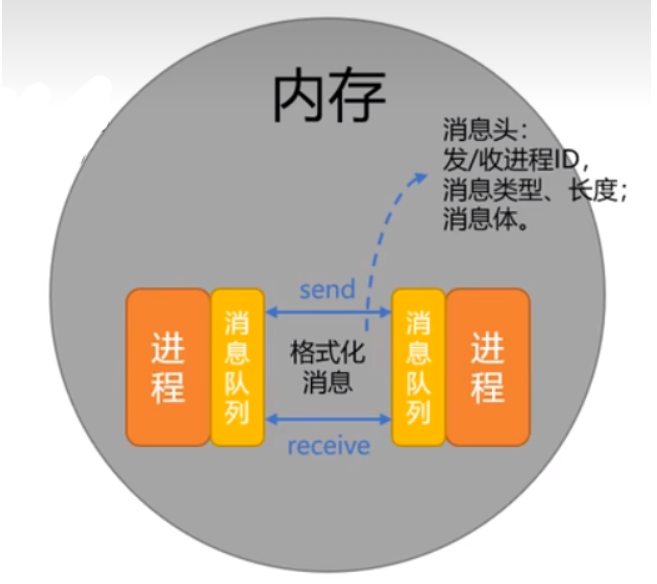 内存
消息头：
发/收进程ID，
消息类型、长度；
消息体。
send
进程
消息队列
格式化
消息
消息队列
进程
receive